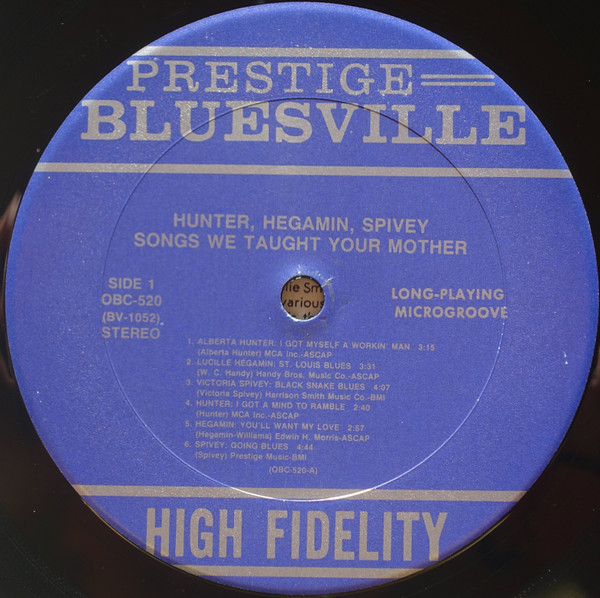 PRESTIGE
BLUESVILLE
HUNTER, HEGAMIN, SPIVEY
SONGS WE TAUGHT YOUR MOTHER
SIDE 1
OBC-520
(BV-1052)
STEREO
LONG-PLAYING
MICROGROOVE
1. ALBERTA HUNTER: I GOT MYSELF A WORKIN' MAN 3:15
(Alberta Hunter) MCA Inc.-ASCAP
2. LUCILLE HEGAMIN: ST. LOUIS BLUES 3:31
(W. C. Handy) Handy Bros. Music Co.-ASCAP
3. VICTORIA SPIVEY: BLACK SNAKE BLUES 4:07
(Victoria Spivey) Harrison Smith Music Co.-BMI
4. HUNTER: I GOT A MIND TO RAMBLE 2:40
(Hunter) MCA Inc.-ASCAP
5. HEGAMIN: YOU'LL WANT MY LOVE 2:57
(Hegamin-Williams) Edwin H. Morris-ASCAP
6. SPIVEY: GOING BLUES 4:44
(Spivey) Prestige Music-BMI
(OBC-520-A)
HIGH FIDELITY